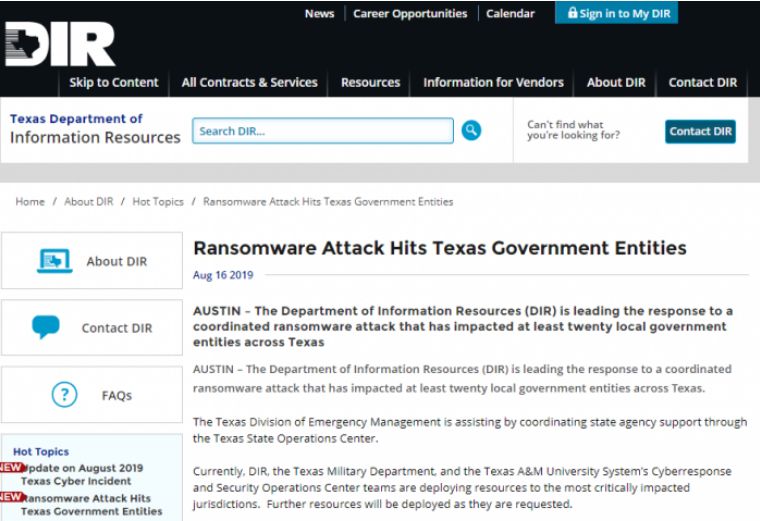 News
Career Opportunities
Calendar
Sign in to My DIR
DIR
Skip to Content
All Contracts & Services
Resources
Information for Vendors
About DIR
Contact DIR
Texas Department of
Information Resources
Search DIR...
Can't find what
you're looking for?
Contact DIR
Home / About DIR / Hot Topics / Ransomware Attack Hits Texas Government Entities
About DIR
Contact DIR
?
FAQs
Hot Topics
NEW
Update on August 2019
Texas Cyber Incident
NEW
Ransomware Attack Hits
Texas Government Entities
Ransomware Attack Hits Texas Government Entities
Aug 16 2019
AUSTIN – The Department of Information Resources (DIR) is leading the response to a
coordinated ransomware attack that has impacted at least twenty local government
entities across Texas
AUSTIN – The Department of Information Resources (DIR) is leading the response to a coordinated
ransomware attack that has impacted at least twenty local government entities across Texas.
The Texas Division of Emergency Management is assisting by coordinating state agency support through
the Texas State Operations Center.
Currently, DIR, the Texas Military Department, and the Texas A&M University System's Cyberresponse
and Security Operations Center teams are deploying resources to the most critically impacted
jurisdictions.  Further resources will be deployed as they are requested.